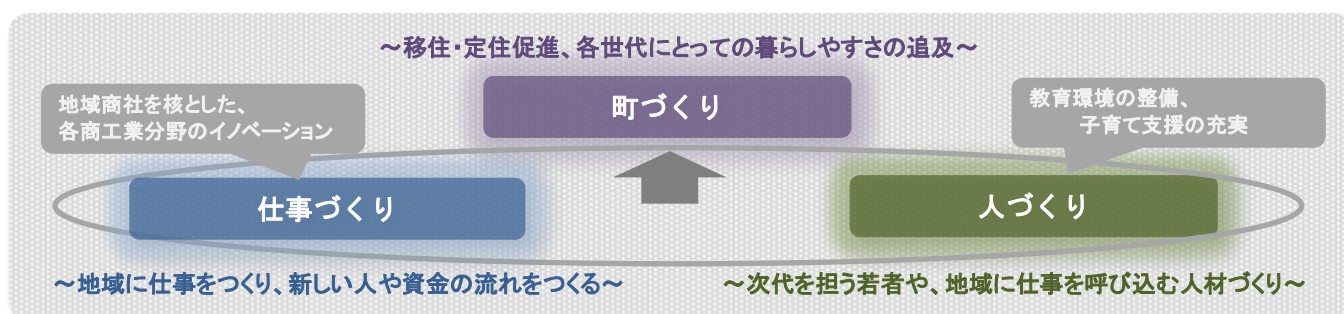 ～移住・定住促進、各世代にとっての暮らしやすさの追及～
町づくり
地域商社を核とした、
各商工業分野のイノベーション
教育環境の整備、
子育て支援の充実
仕事づくり
人づくり
～地域に仕事をつくり、新しい人や資金の流れをつくる～
～次代を担う若者や、地域に仕事を呼び込む人材づくり～